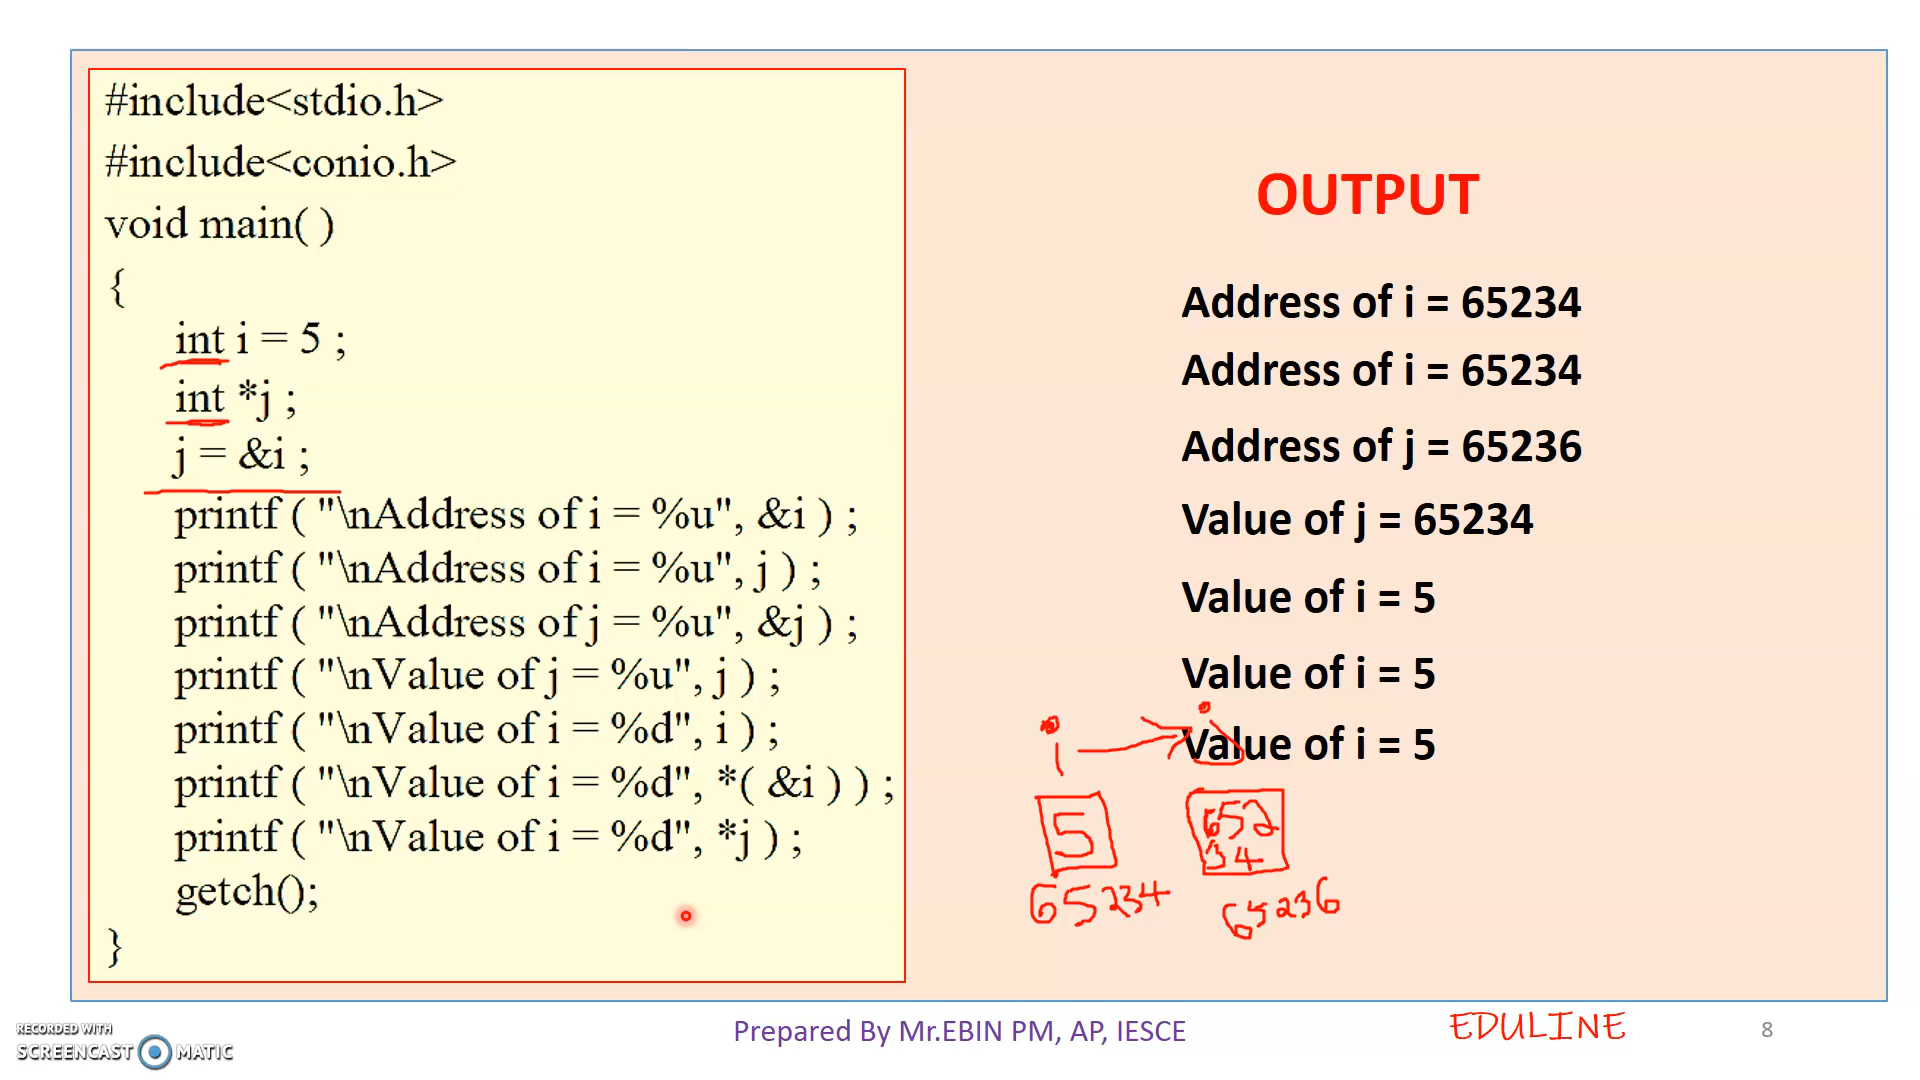 #include<stdio.h>
#include<conio.h>
void main( )
{
int i = 5 ;
int *j ;
j = &i ;
printf ( "\nAddress of i = %u", &i ) ;
printf ( "\nAddress of i = %u", j ) ;
printf ( "\nAddress of j = %u", &j ) ;
printf ( "\nValue of j = %u", j ) ;
printf ( "\nValue of i = %d", i ) ;
printf ( "\nValue of i = %d", *( &i ) ) ;
printf ( "\nValue of i = %d", *j ) ;
getch();
}
OUTPUT
Address of i = 65234
Address of i = 65234
Address of j = 65236
Value of j = 65234
Value of i = 5
Value of i = 5
Value of i = 5
i j
5
652
34
65234 65236
Prepared By Mr.EBIN PM, AP, IESCE
EDULINE
8
RECORDED WITH
SCREENCAST MATIC